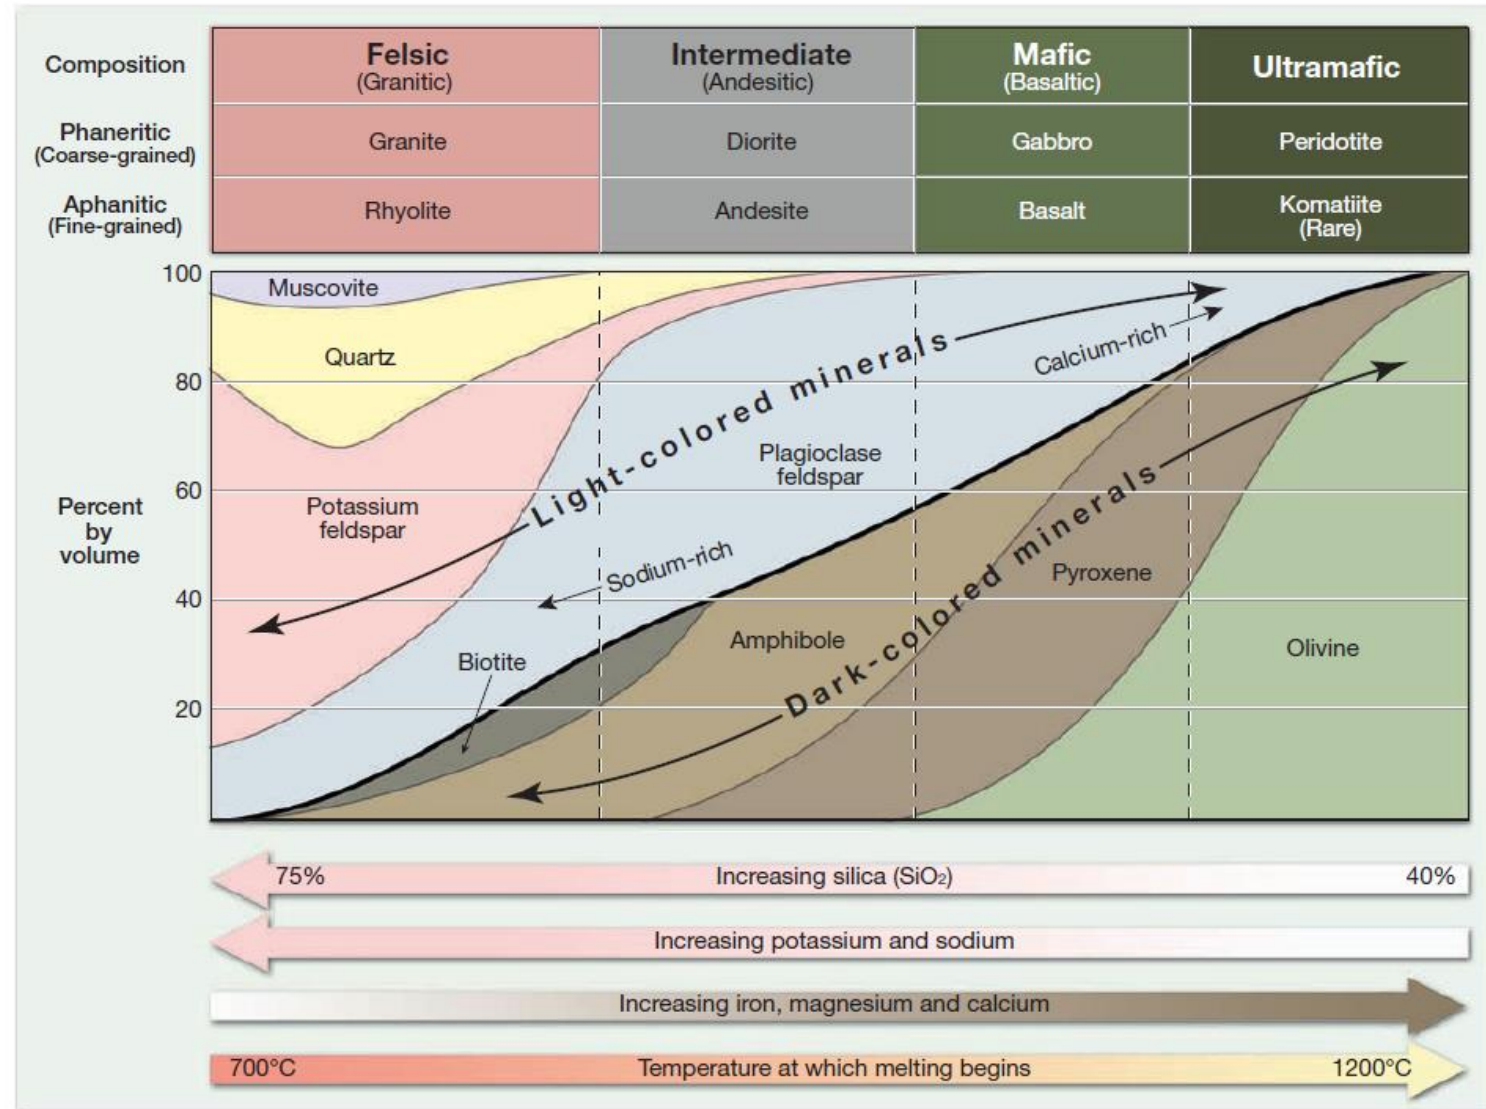 Composition
Felsic
(Granitic)
Intermediate
(Andesitic)
Mafic
(Basaltic)
Ultramafic
Phaneritic
(Coarse-grained)
Granite
Diorite
Gabbro
Peridotite
Aphanitic
(Fine-grained)
Rhyolite
Andesite
Basalt
Komatiite
(Rare)
100
80
60
40
20
Percent
by
volume
Muscovite
Quartz
Potassium
feldspar
Light-colored minerals
Calcium-rich
Plagioclase
feldspar
Sodium-rich
Biotite
Amphibole
Dark-colored minerals
Pyroxene
Olivine
75% Increasing silica (SiO₂) 40%
Increasing potassium and sodium
Increasing iron, magnesium and calcium
700°C Temperature at which melting begins 1200°C